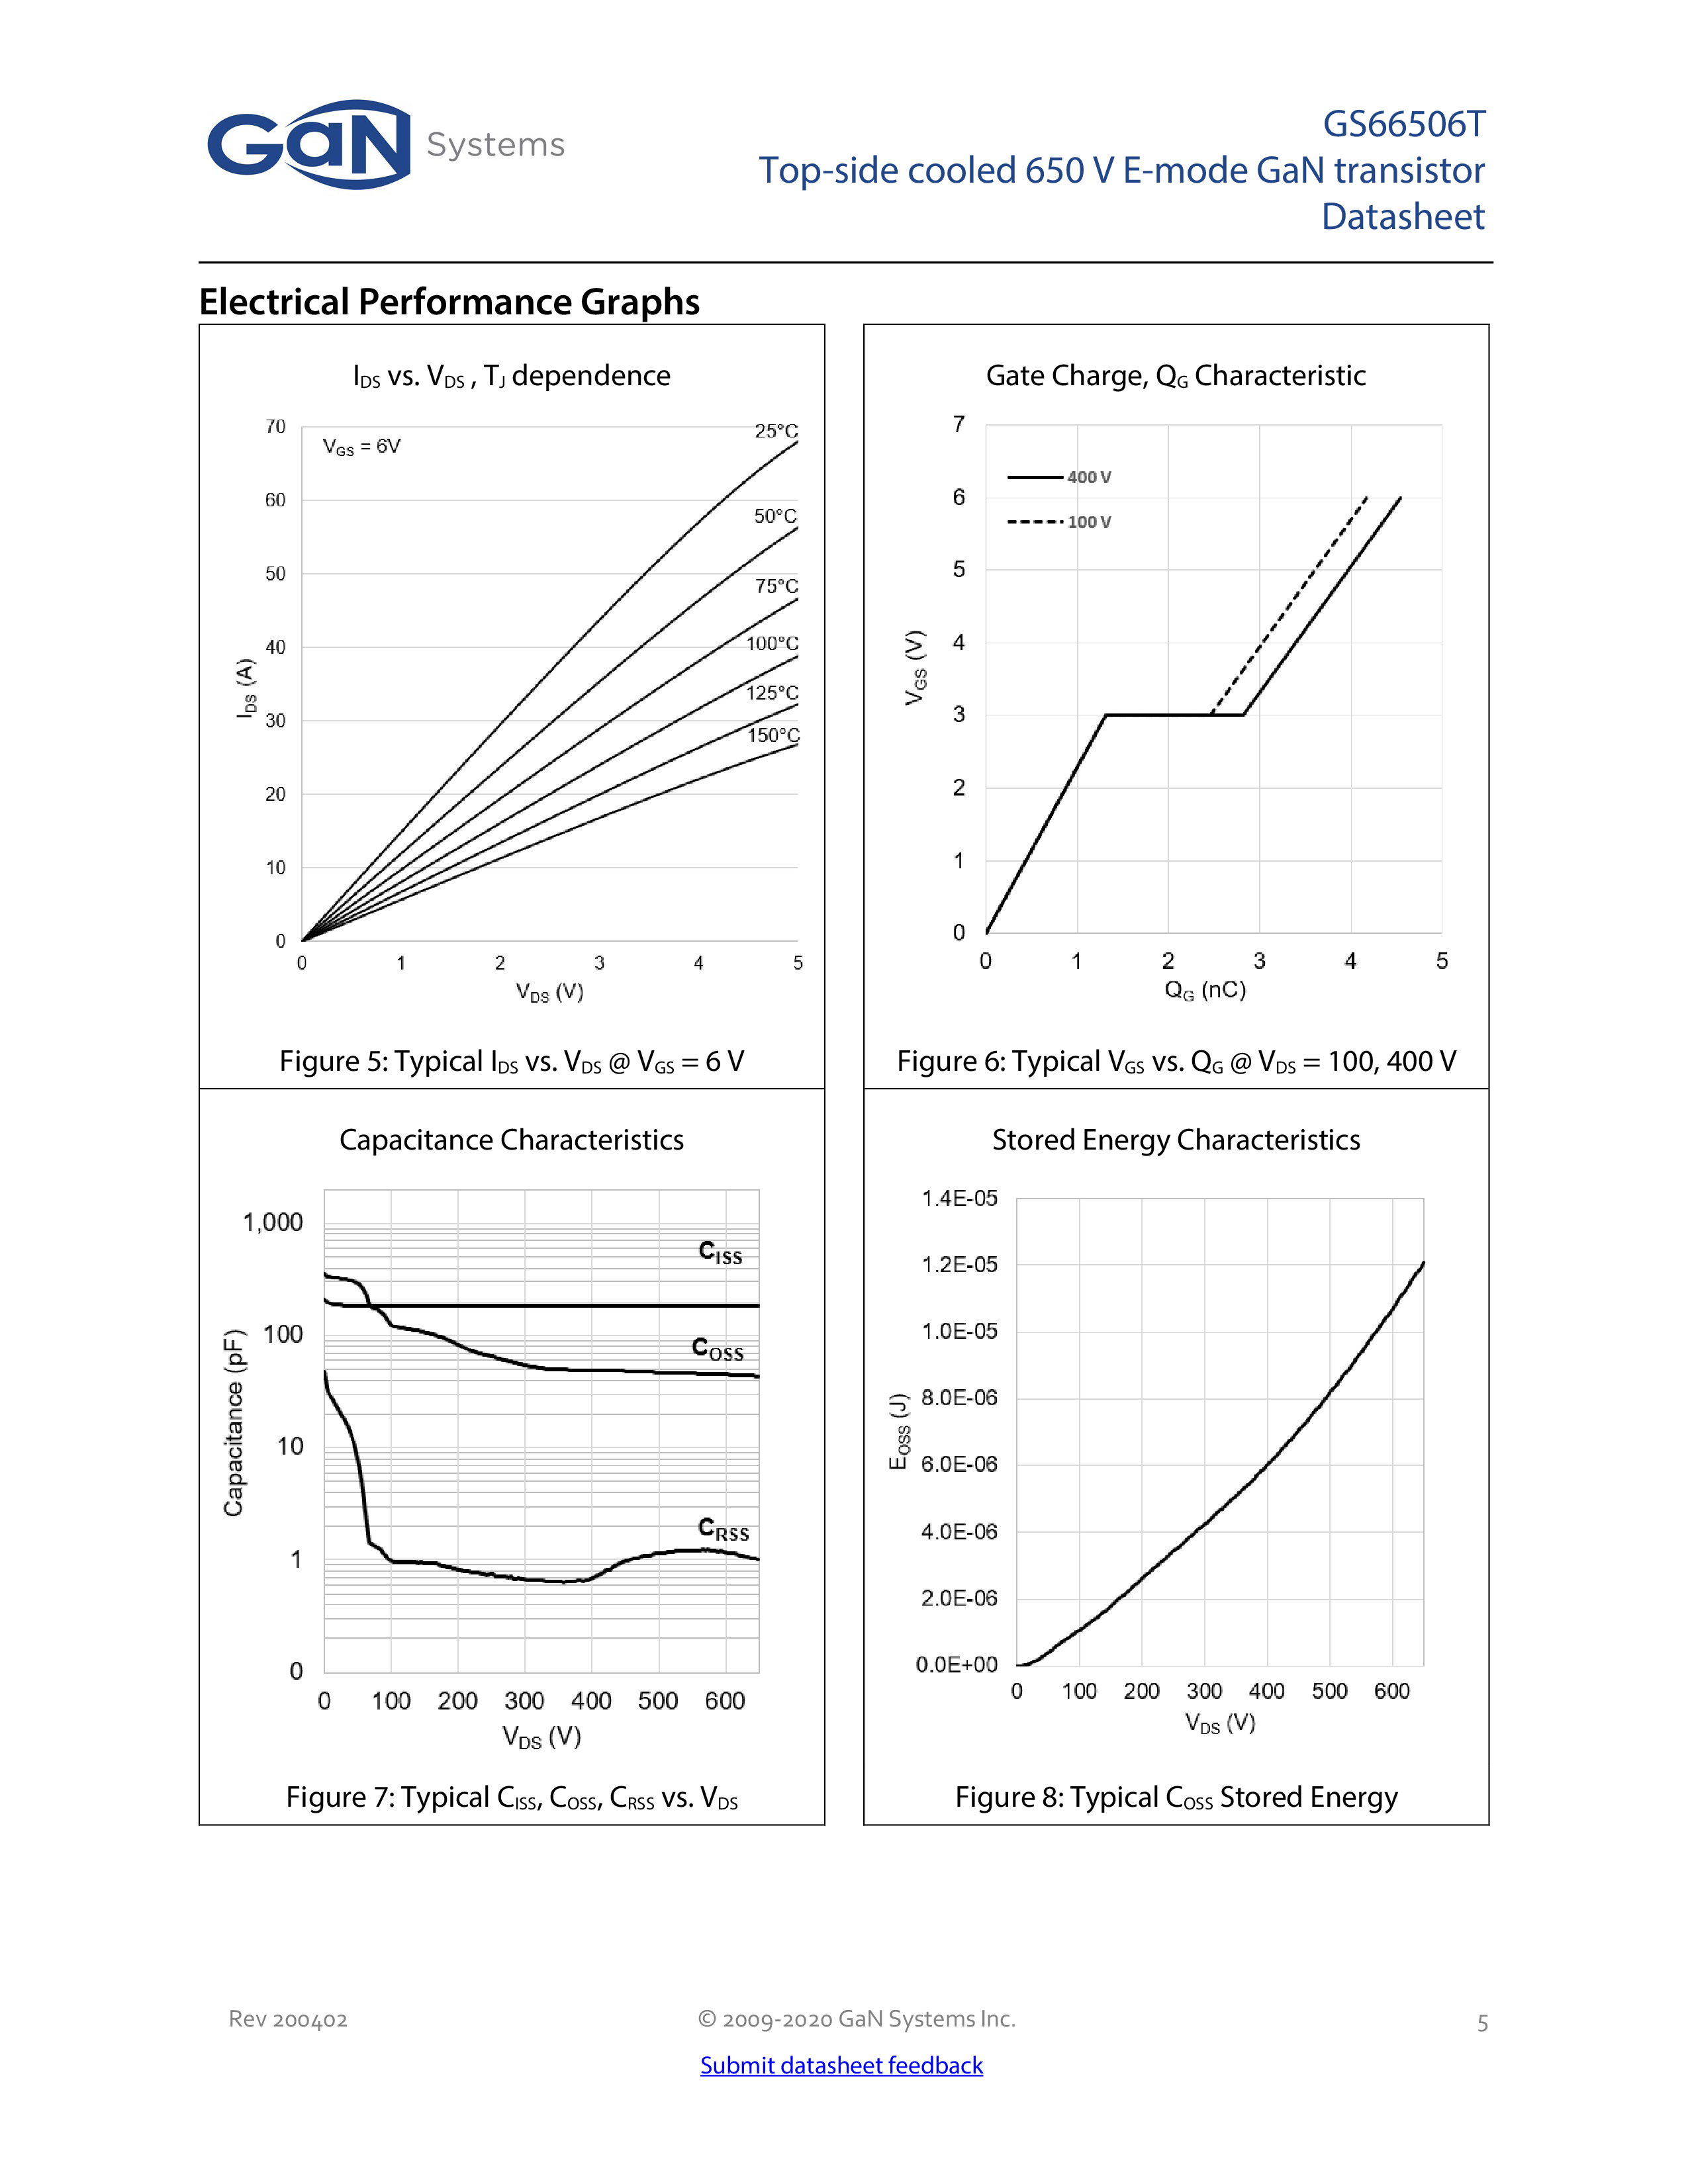 GaN Systems
GS66506T
Top-side cooled 650 V E-mode GaN transistor
Datasheet
Electrical Performance Graphs
IDS vs. VDS , TJ dependence
VGS = 6V
70
60
50
40
30
20
10
0
IDS (A)
25°C
50°C
75°C
100°C
125°C
150°C
0 1 2 3 4 5
VDS (V)
Figure 5: Typical IDS vs. VDS @ VGS = 6 V
Gate Charge, QG Characteristic
7
6
5
4
3
2
1
0
VGS (V)
400 V
100 V
0 1 2 3 4 5
QG (nC)
Figure 6: Typical VGS vs. QG @ VDS = 100, 400 V
Capacitance Characteristics
1,000
100
10
1
0
Capacitance (pF)
CISS
COSS
CRSS
0 100 200 300 400 500 600
VDS (V)
Figure 7: Typical CISS, COSS, CRSS vs. VDS
Stored Energy Characteristics
1.4E-05
1.2E-05
1.0E-05
8.0E-06
6.0E-06
4.0E-06
2.0E-06
0.0E+00
EOSS (J)
0 100 200 300 400 500 600
VDS (V)
Figure 8: Typical COSS Stored Energy
Rev 200402 © 2009-2020 GaN Systems Inc. 5
Submit datasheet feedback